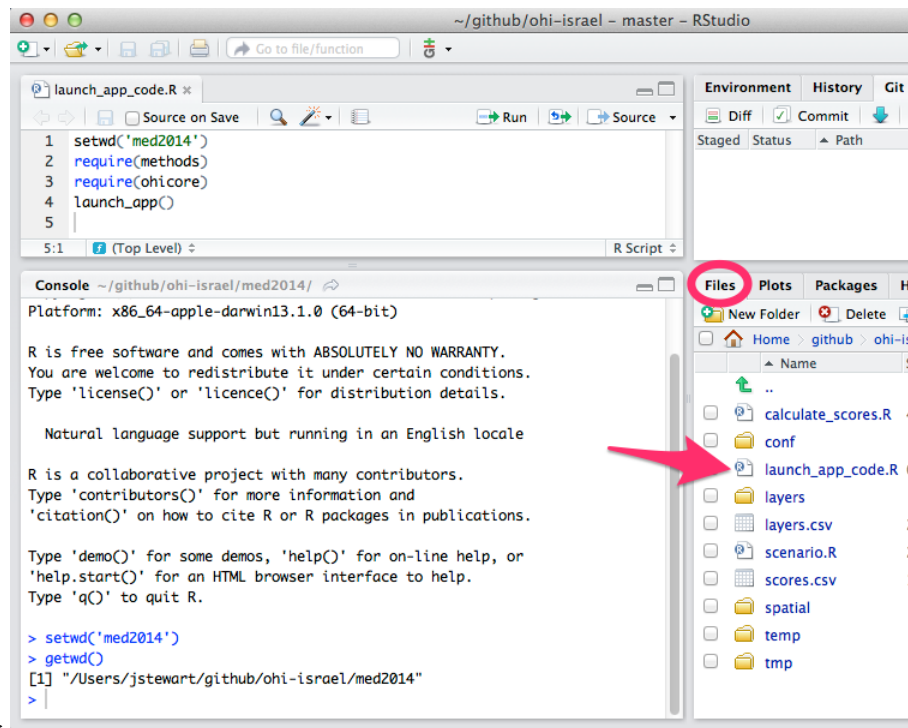 ~/github/ohi-israel – master – RStudio
Go to file/function
launch_app_code.R
Source on Save
Run
Source
1 setwd('med2014')
2 require(methods)
3 require(ohicore)
4 launch_app()
5
5:1 (Top Level) R Script
Console ~/github/ohi-israel/med2014/
Platform: x86_64-apple-darwin13.1.0 (64-bit)
R is free software and comes with ABSOLUTELY NO WARRANTY.
You are welcome to redistribute it under certain conditions.
Type 'license()' or 'licence()' for distribution details.
Natural language support but running in an English locale
R is a collaborative project with many contributors.
Type 'contributors()' for more information and
'citation()' on how to cite R or R packages in publications.
Type 'demo()' for some demos, 'help()' for on-line help, or
'help.start()' for an HTML browser interface to help.
Type 'q()' to quit R.
> setwd('med2014')
> getwd()
[1] "/Users/jstewart/github/ohi-israel/med2014"
>
Environment History Git
Diff Commit
Staged Status Path
Files Plots Packages H
New Folder Delete
Home github ohi-is
Name
..
calculate_scores.R
conf
launch_app_code.R
layers
layers.csv
scenario.R
scores.csv
spatial
temp
tmp